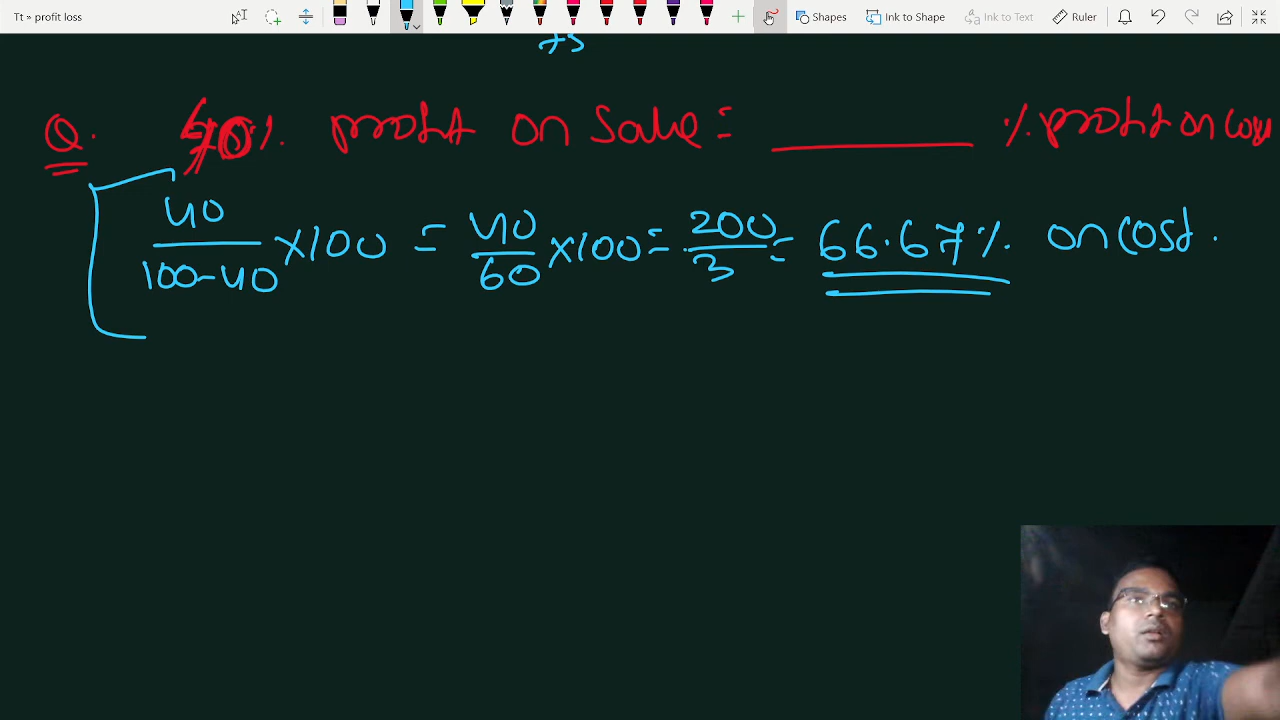 Tt » profit loss
Shapes Ink to Shape Ink to Text Ruler
Q. 40% profit on Sale = ______ % profit on
40/100-40 ×100 = 40/60 ×100 = 200/3 = 66.67% on cost.